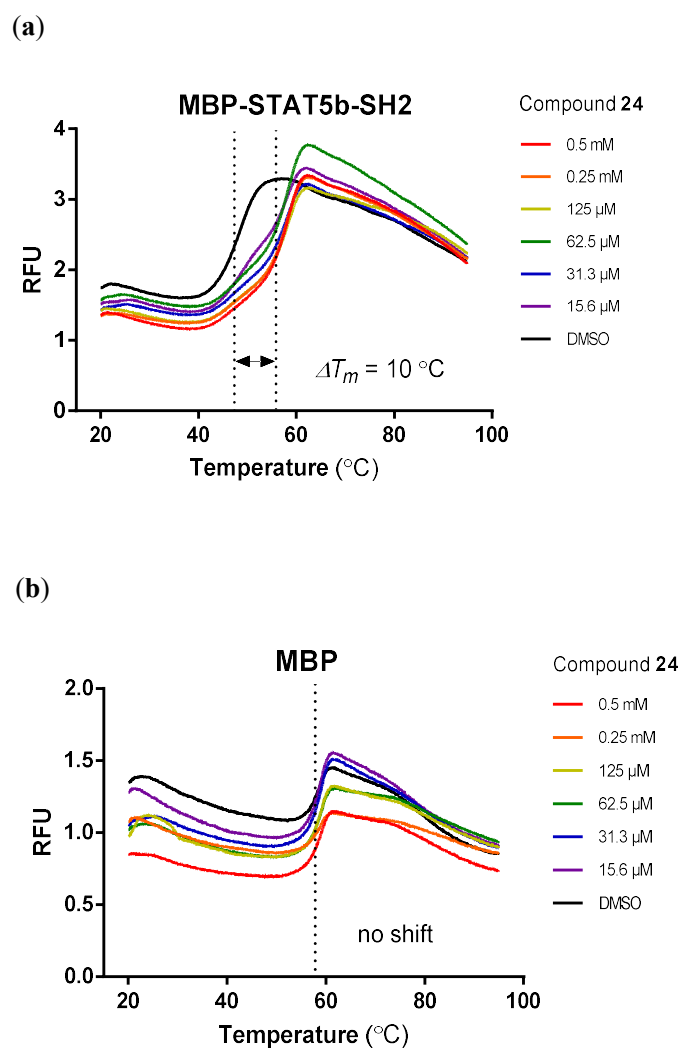 (a)
MBP-STAT5b-SH2
Compound 24
0.5 mM
0.25 mM
125 µM
62.5 µM
31.3 µM
15.6 µM
DMSO
4
3
2
1
0
RFU
ΔTm = 10 °C
20 40 60 80 100
Temperature (°C)
(b)
MBP
Compound 24
0.5 mM
0.25 mM
125 µM
62.5 µM
31.3 µM
15.6 µM
DMSO
2.0
1.5
1.0
0.5
0.0
RFU
no shift
20 40 60 80 100
Temperature (°C)